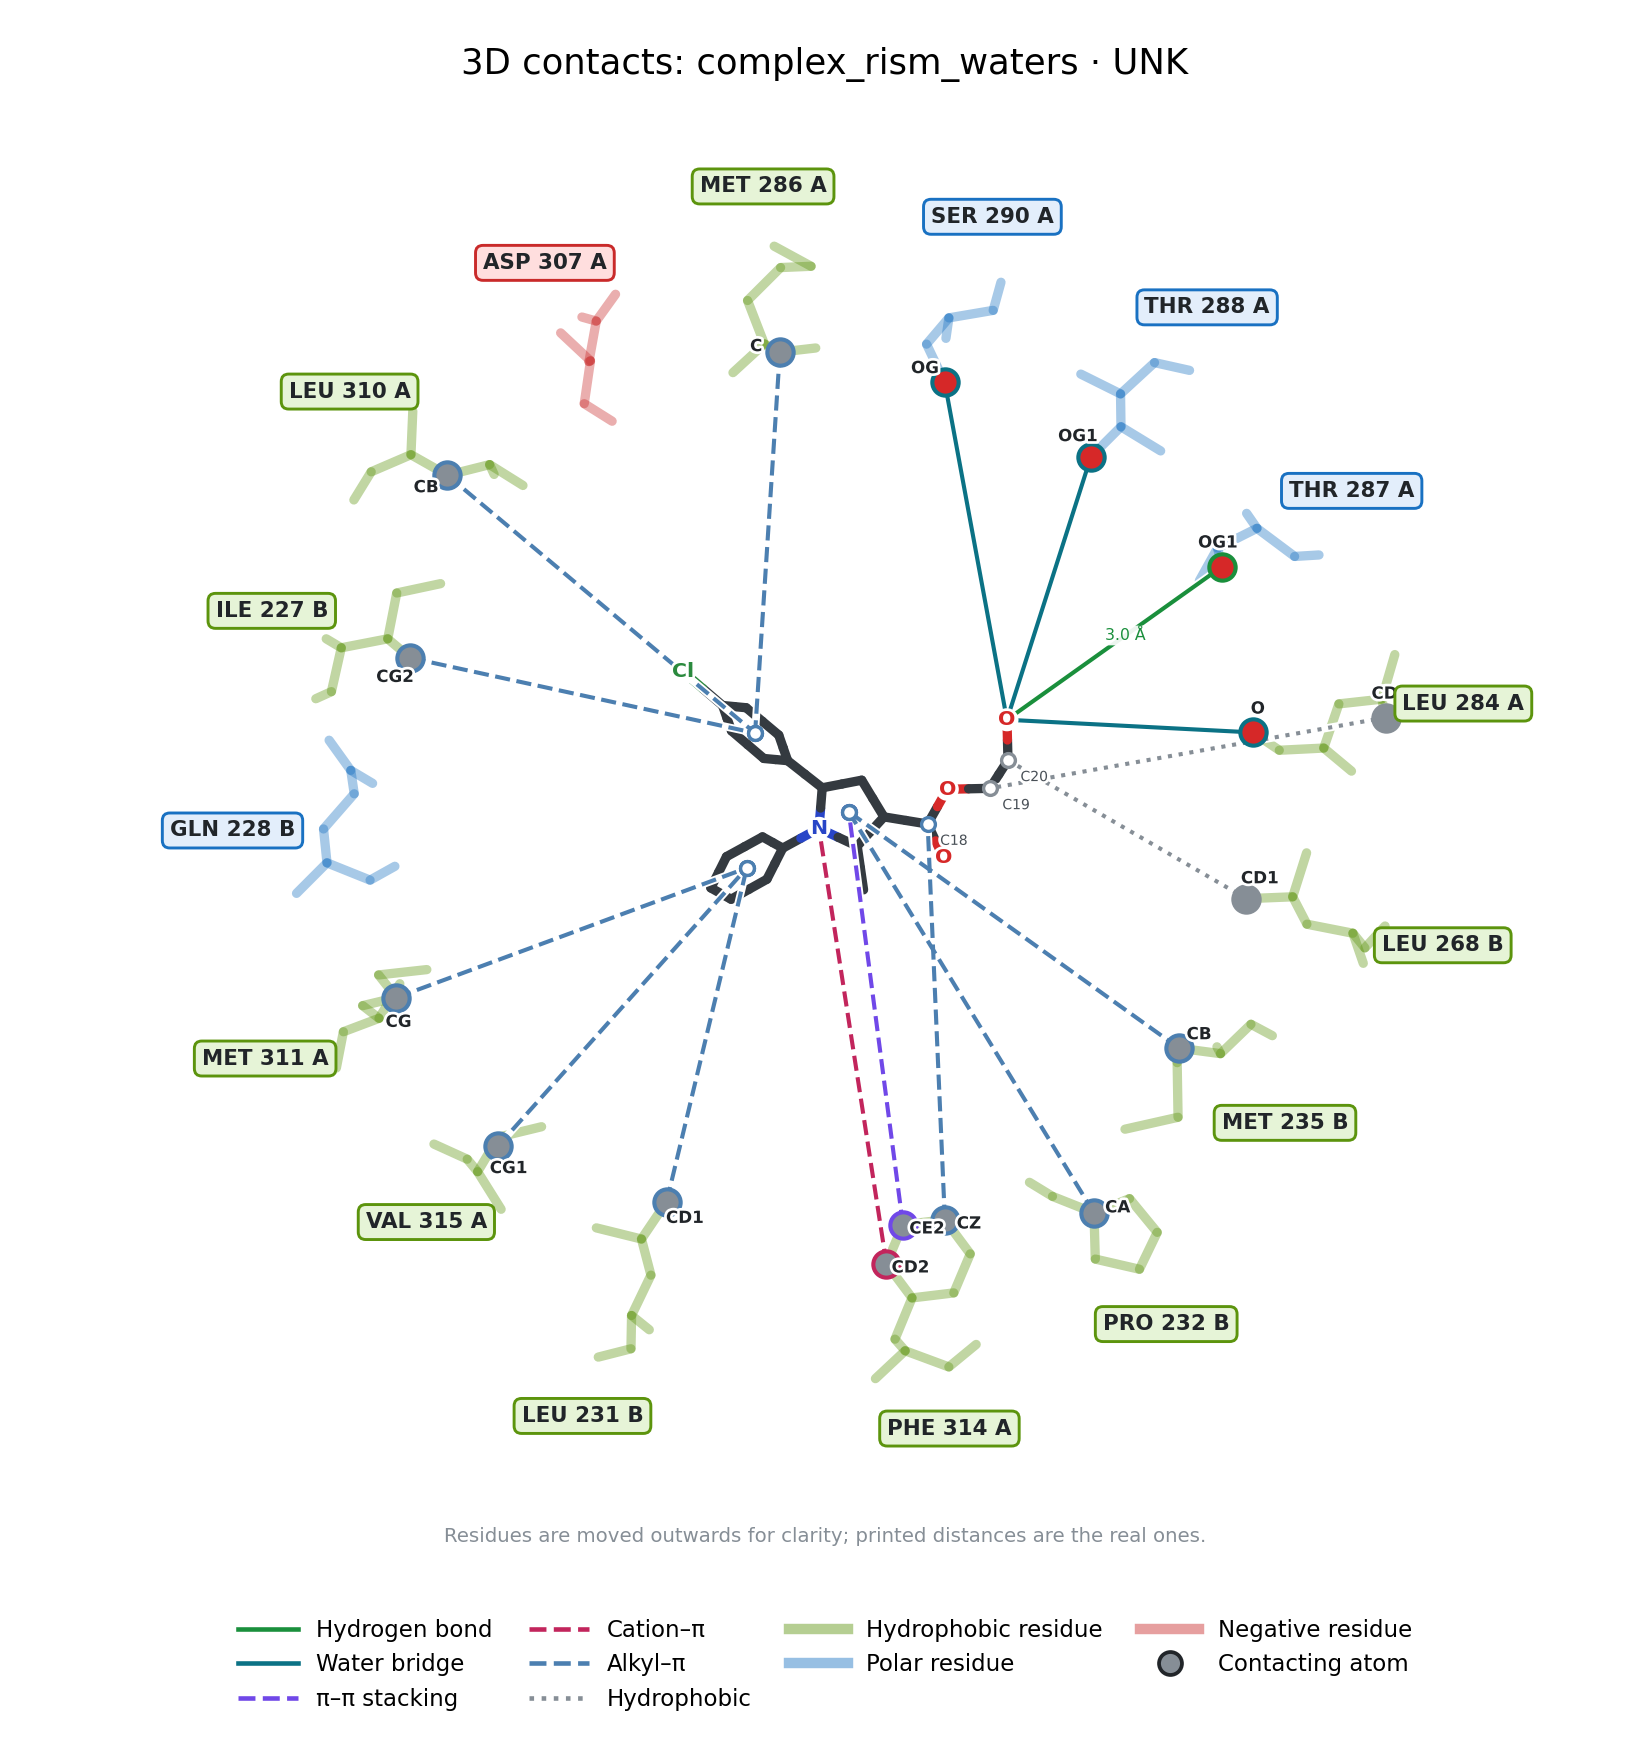 3D contacts: complex_rism_waters · UNK
MET 286 A
SER 290 A
ASP 307 A
THR 288 A
C
OG
LEU 310 A
OG1
CB
THR 287 A
OG1
ILE 227 B
3.0 Å
CG2
Cl
CD
LEU 284 A
O
O
C20
O
C19
GLN 228 B
N
C18
O
CD1
LEU 268 B
CG
MET 311 A
CB
MET 235 B
CG1
VAL 315 A
CD1
CA
CE2
CZ
CD2
PRO 232 B
LEU 231 B
PHE 314 A
Residues are moved outwards for clarity; printed distances are the real ones.
Hydrogen bond
Water bridge
π–π stacking
Cation–π
Alkyl–π
Hydrophobic
Hydrophobic residue
Polar residue
Negative residue
Contacting atom